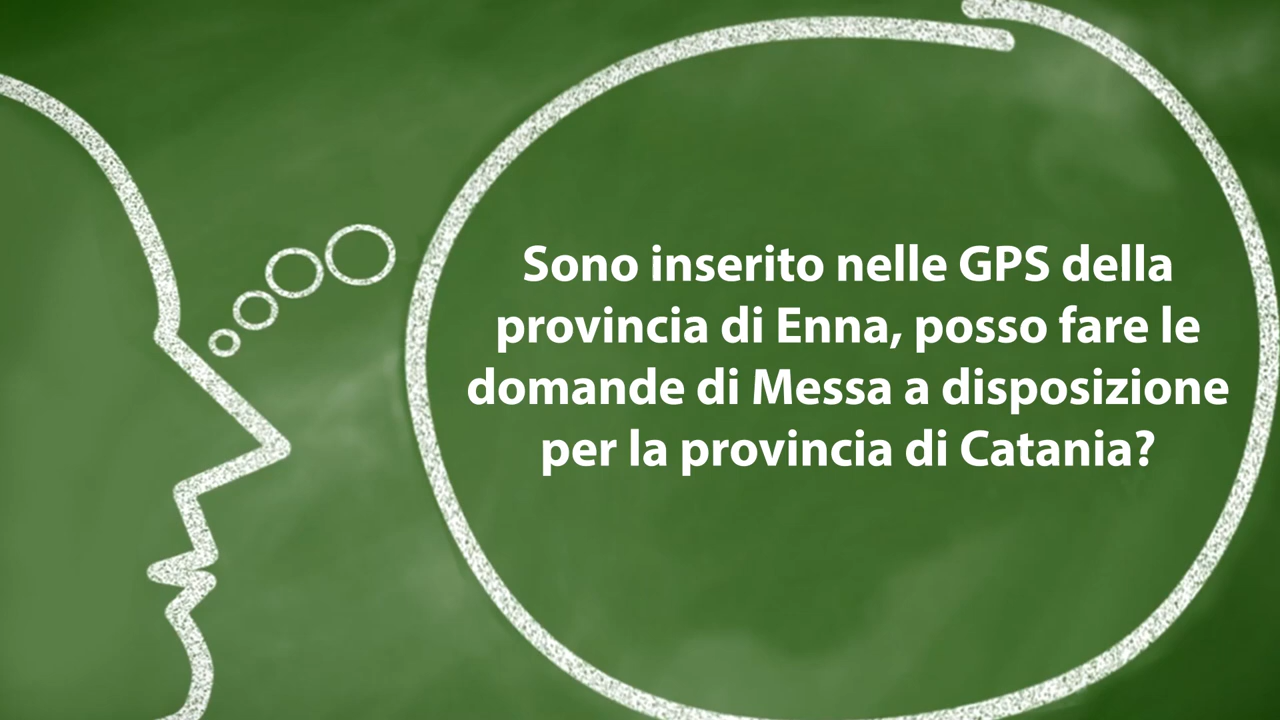 Sono inserito nelle GPS della
provincia di Enna, posso fare le
domande di Messa a disposizione
per la provincia di Catania?